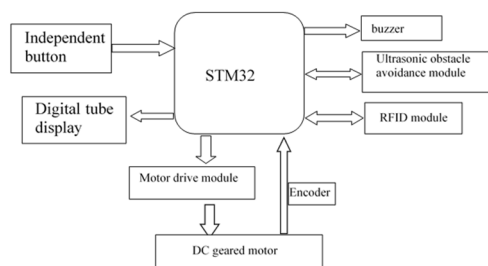 Independent
button
STM32
buzzer
Ultrasonic obstacle
avoidance module
Digital tube
display
RFID module
Motor drive module
Encoder
DC geared motor